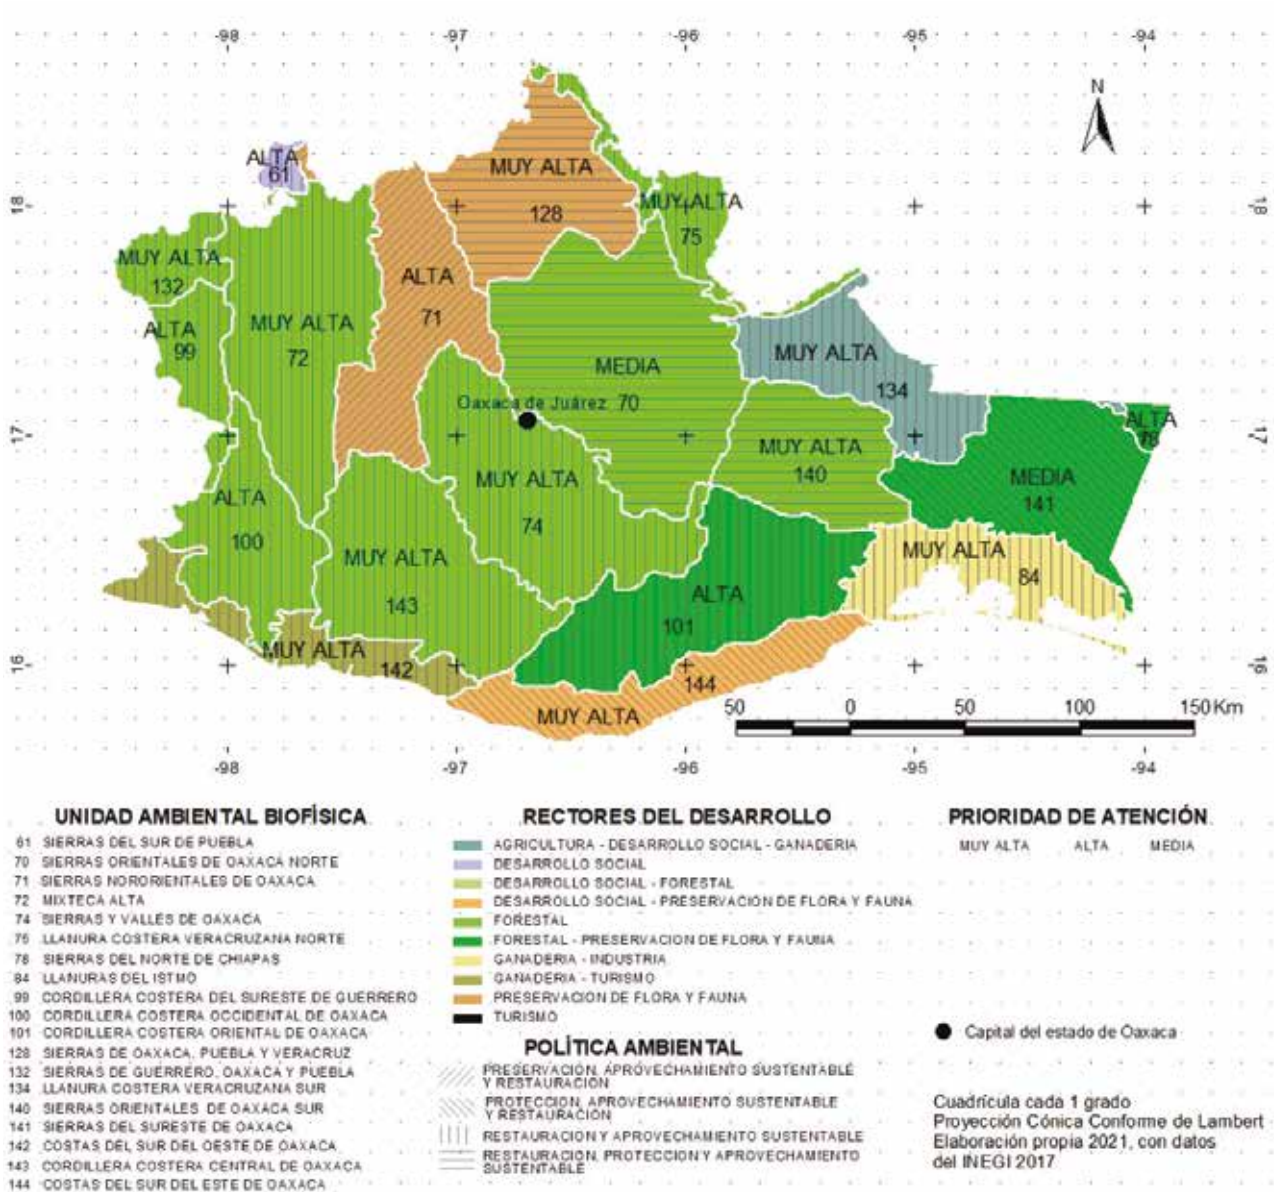 -98 -97 -96 -95 -94
N
ALTA
61
MUY ALTA
128
18
MUY ALTA
75
18
MUY ALTA
132
ALTA
71
ALTA
99
MUY ALTA
72
MUY ALTA
134
MEDIA
70
Oaxaca de Juárez
ALTA
78
17
17
MUY ALTA
140
MUY ALTA
74
MEDIA
141
ALTA
100
MUY ALTA
143
MUY ALTA
84
ALTA
101
16
MUY ALTA
142
16
144
MUY ALTA
50 0 50 100 150 Km
-98 -97 -96 -95 -94
UNIDAD AMBIENTAL BIOFÍSICA
61 SIERRAS DEL SUR DE PUEBLA
70 SIERRAS ORIENTALES DE OAXACA NORTE
71 SIERRAS NORORIENTALES DE OAXACA
72 MIXTECA ALTA
74 SIERRAS Y VALLES DE OAXACA
75 LLANURA COSTERA VERACRUZANA NORTE
78 SIERRAS DEL NORTE DE CHIAPAS
84 LLANURAS DEL ISTMO
99 CORDILLERA COSTERA DEL SURESTE DE GUERRERO
100 CORDILLERA COSTERA OCCIDENTAL DE OAXACA
101 CORDILLERA COSTERA ORIENTAL DE OAXACA
128 SIERRAS DE OAXACA, PUEBLA Y VERACRUZ
132 SIERRAS DE GUERRERO, OAXACA Y PUEBLA
134 LLANURA COSTERA VERACRUZANA SUR
140 SIERRAS ORIENTALES DE OAXACA SUR
141 SIERRAS DEL SURESTE DE OAXACA
142 COSTAS DEL SUR DEL OESTE DE OAXACA
143 CORDILLERA COSTERA CENTRAL DE OAXACA
144 COSTAS DEL SUR DEL ESTE DE OAXACA
RECTORES DEL DESARROLLO
AGRICULTURA - DESARROLLO SOCIAL - GANADERIA
DESARROLLO SOCIAL
DESARROLLO SOCIAL - FORESTAL
DESARROLLO SOCIAL - PRESERVACION DE FLORA Y FAUNA
FORESTAL
FORESTAL - PRESERVACION DE FLORA Y FAUNA
GANADERIA - INDUSTRIA
GANADERIA - TURISMO
PRESERVACION DE FLORA Y FAUNA
TURISMO
POLÍTICA AMBIENTAL
PRESERVACIÓN, APROVECHAMIENTO SUSTENTABLE
Y RESTAURACION
PROTECCION, APROVECHAMIENTO SUSTENTABLE
Y RESTAURACION
RESTAURACION Y APROVECHAMIENTO SUSTENTABLE
RESTAURACION, PROTECCION Y APROVECHAMIENTO
SUSTENTABLE
PRIORIDAD DE ATENCIÓN
MUY ALTA ALTA MEDIA
Capital del estado de Oaxaca
Cuadrícula cada 1 grado
Proyección Cónica Conforme de Lambert
Elaboración propia 2021, con datos
del INEGI 2017